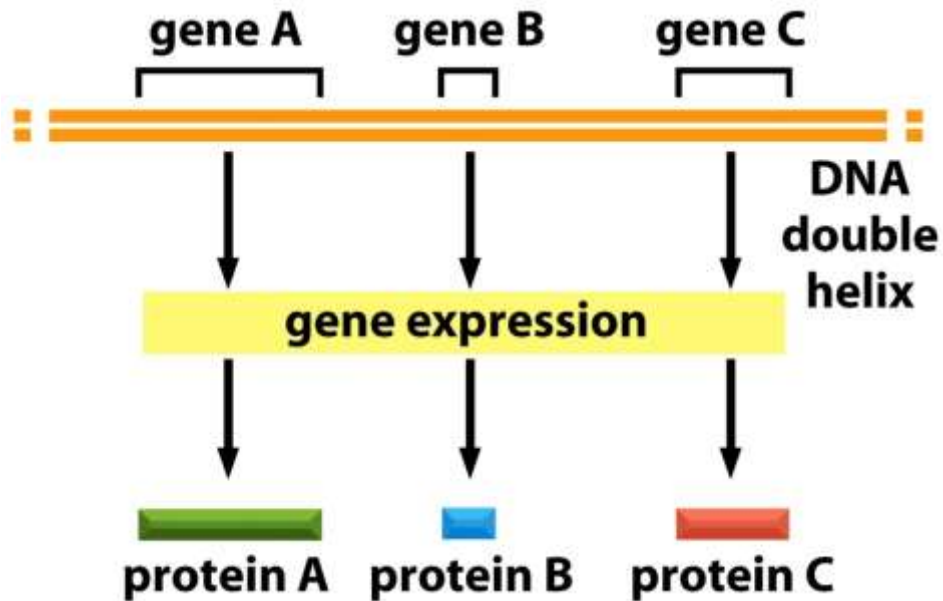 gene A gene B gene C
DNA
double
helix
gene expression
protein A protein B protein C